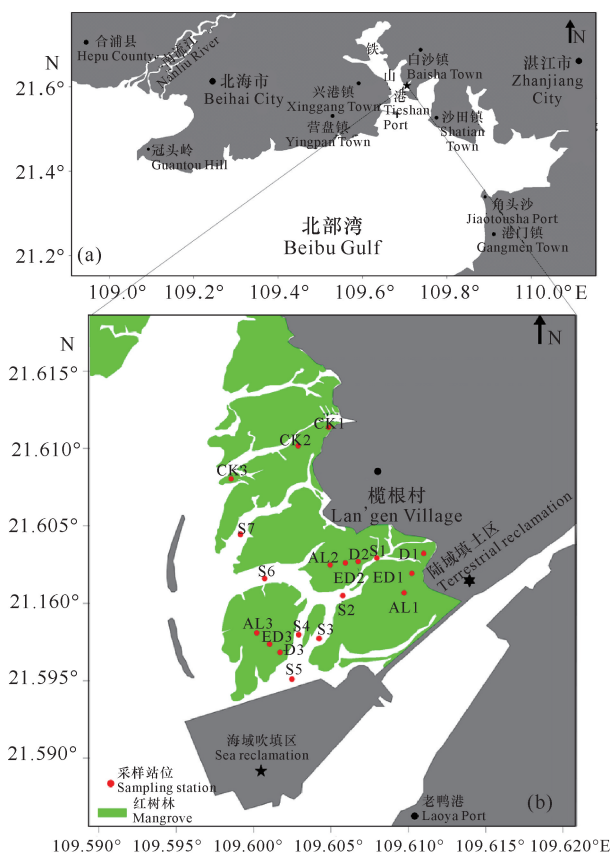 N
21.6°
21.4°
21.2°
合浦县
Hepu County
南流江
Nanliu River
北海市
Beihai City
冠头岭
Guantou Hill
兴港镇
Xinggang Town
营盘镇
Yingpan Town
铁
山
港
Tieshan
Port
白沙镇
Baisha Town
沙田镇
Shatian
Town
湛江市
Zhanjiang
City
N
角头沙
Jiaotousha Port
港门镇
Gangmen Town
北部湾
Beibu Gulf
(a)
109.0° 109.2° 109.4° 109.6° 109.8° 110.0° E
N
21.615°
21.610°
21.605°
21.160°
21.595°
21.590°
N
CK1
CK2
CK3
S7
榄根村
Lan'gen Village
陆域填土区
Terrestrial reclamation
AL2 D2 S1 D1
S6 ED2 ED1
S2 AL1
AL3 S4 S3
ED3
D3
S5
海域吹填区
Sea reclamation
采样站位
Sampling station
红树林
Mangrove
老鸦港
Laoya Port
(b)
109.590° 109.595° 109.600° 109.605° 109.610° 109.615° 109.620° E